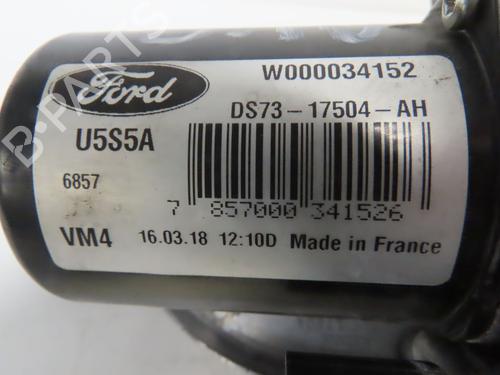 B-PARTS
Ford
W000034152
DS73-17504-AH
U5S5A
6857
7 857000 341526
VM4 16.03.18 12:10D Made in France